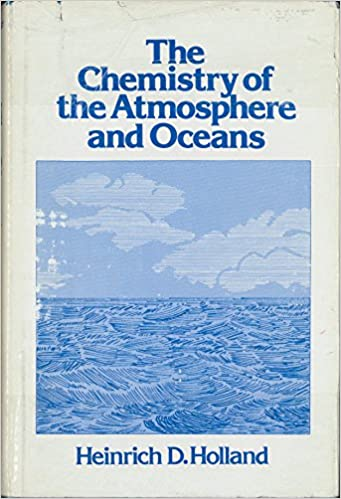 The
Chemistry of
the Atmosphere
and Oceans
Heinrich D. Holland